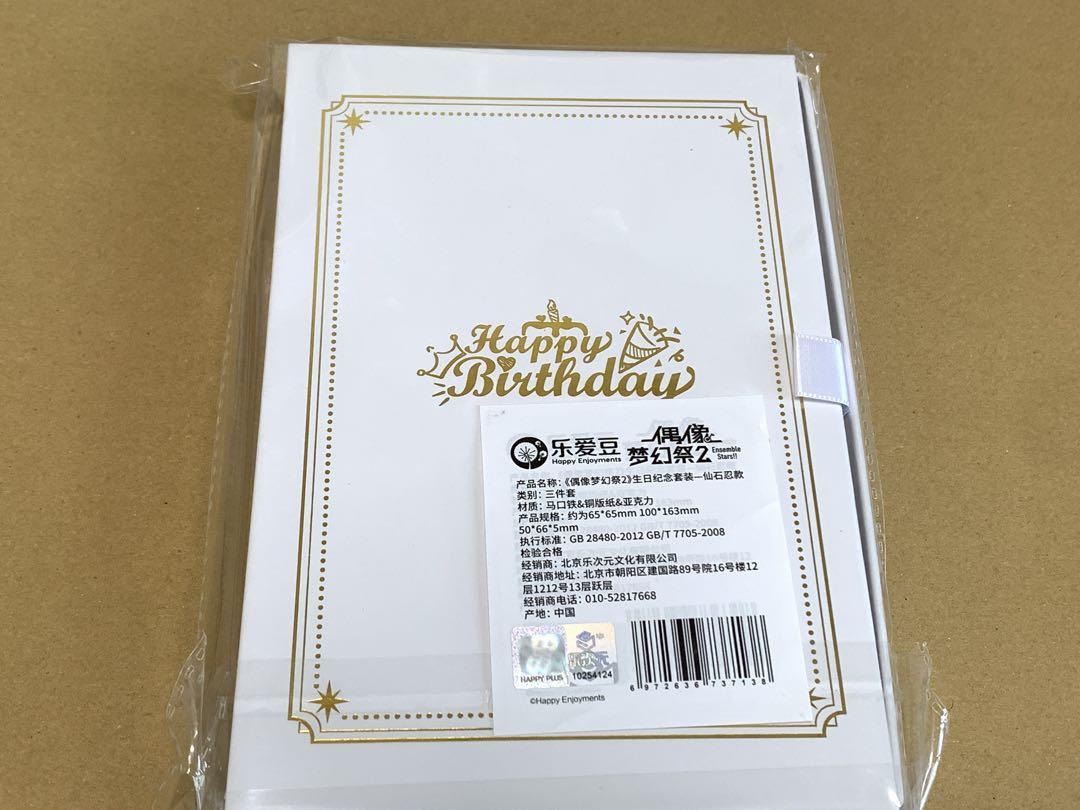 Happy
Birthday
乐爱豆
Happy Enjoyments
偶像
梦幻祭2
Ensemble
Stars!!
产品名称:《偶像梦幻祭2》生日纪念套装—仙石忍款
类别: 三件套
材质: 马口铁&铜版纸&亚克力
产品规格: 约为65*65mm 100*163mm
50*66*5mm
执行标准: GB 28480-2012 GB/T 7705-2008
检验合格
经销商: 北京乐次元文化有限公司
经销商地址: 北京市朝阳区建国路89号院16号楼12
层1212号13层跃层
经销商电话: 010-52817668
产地: 中国
HAPPY PLUS
T0254124
6972636737138
©Happy Enjoyments